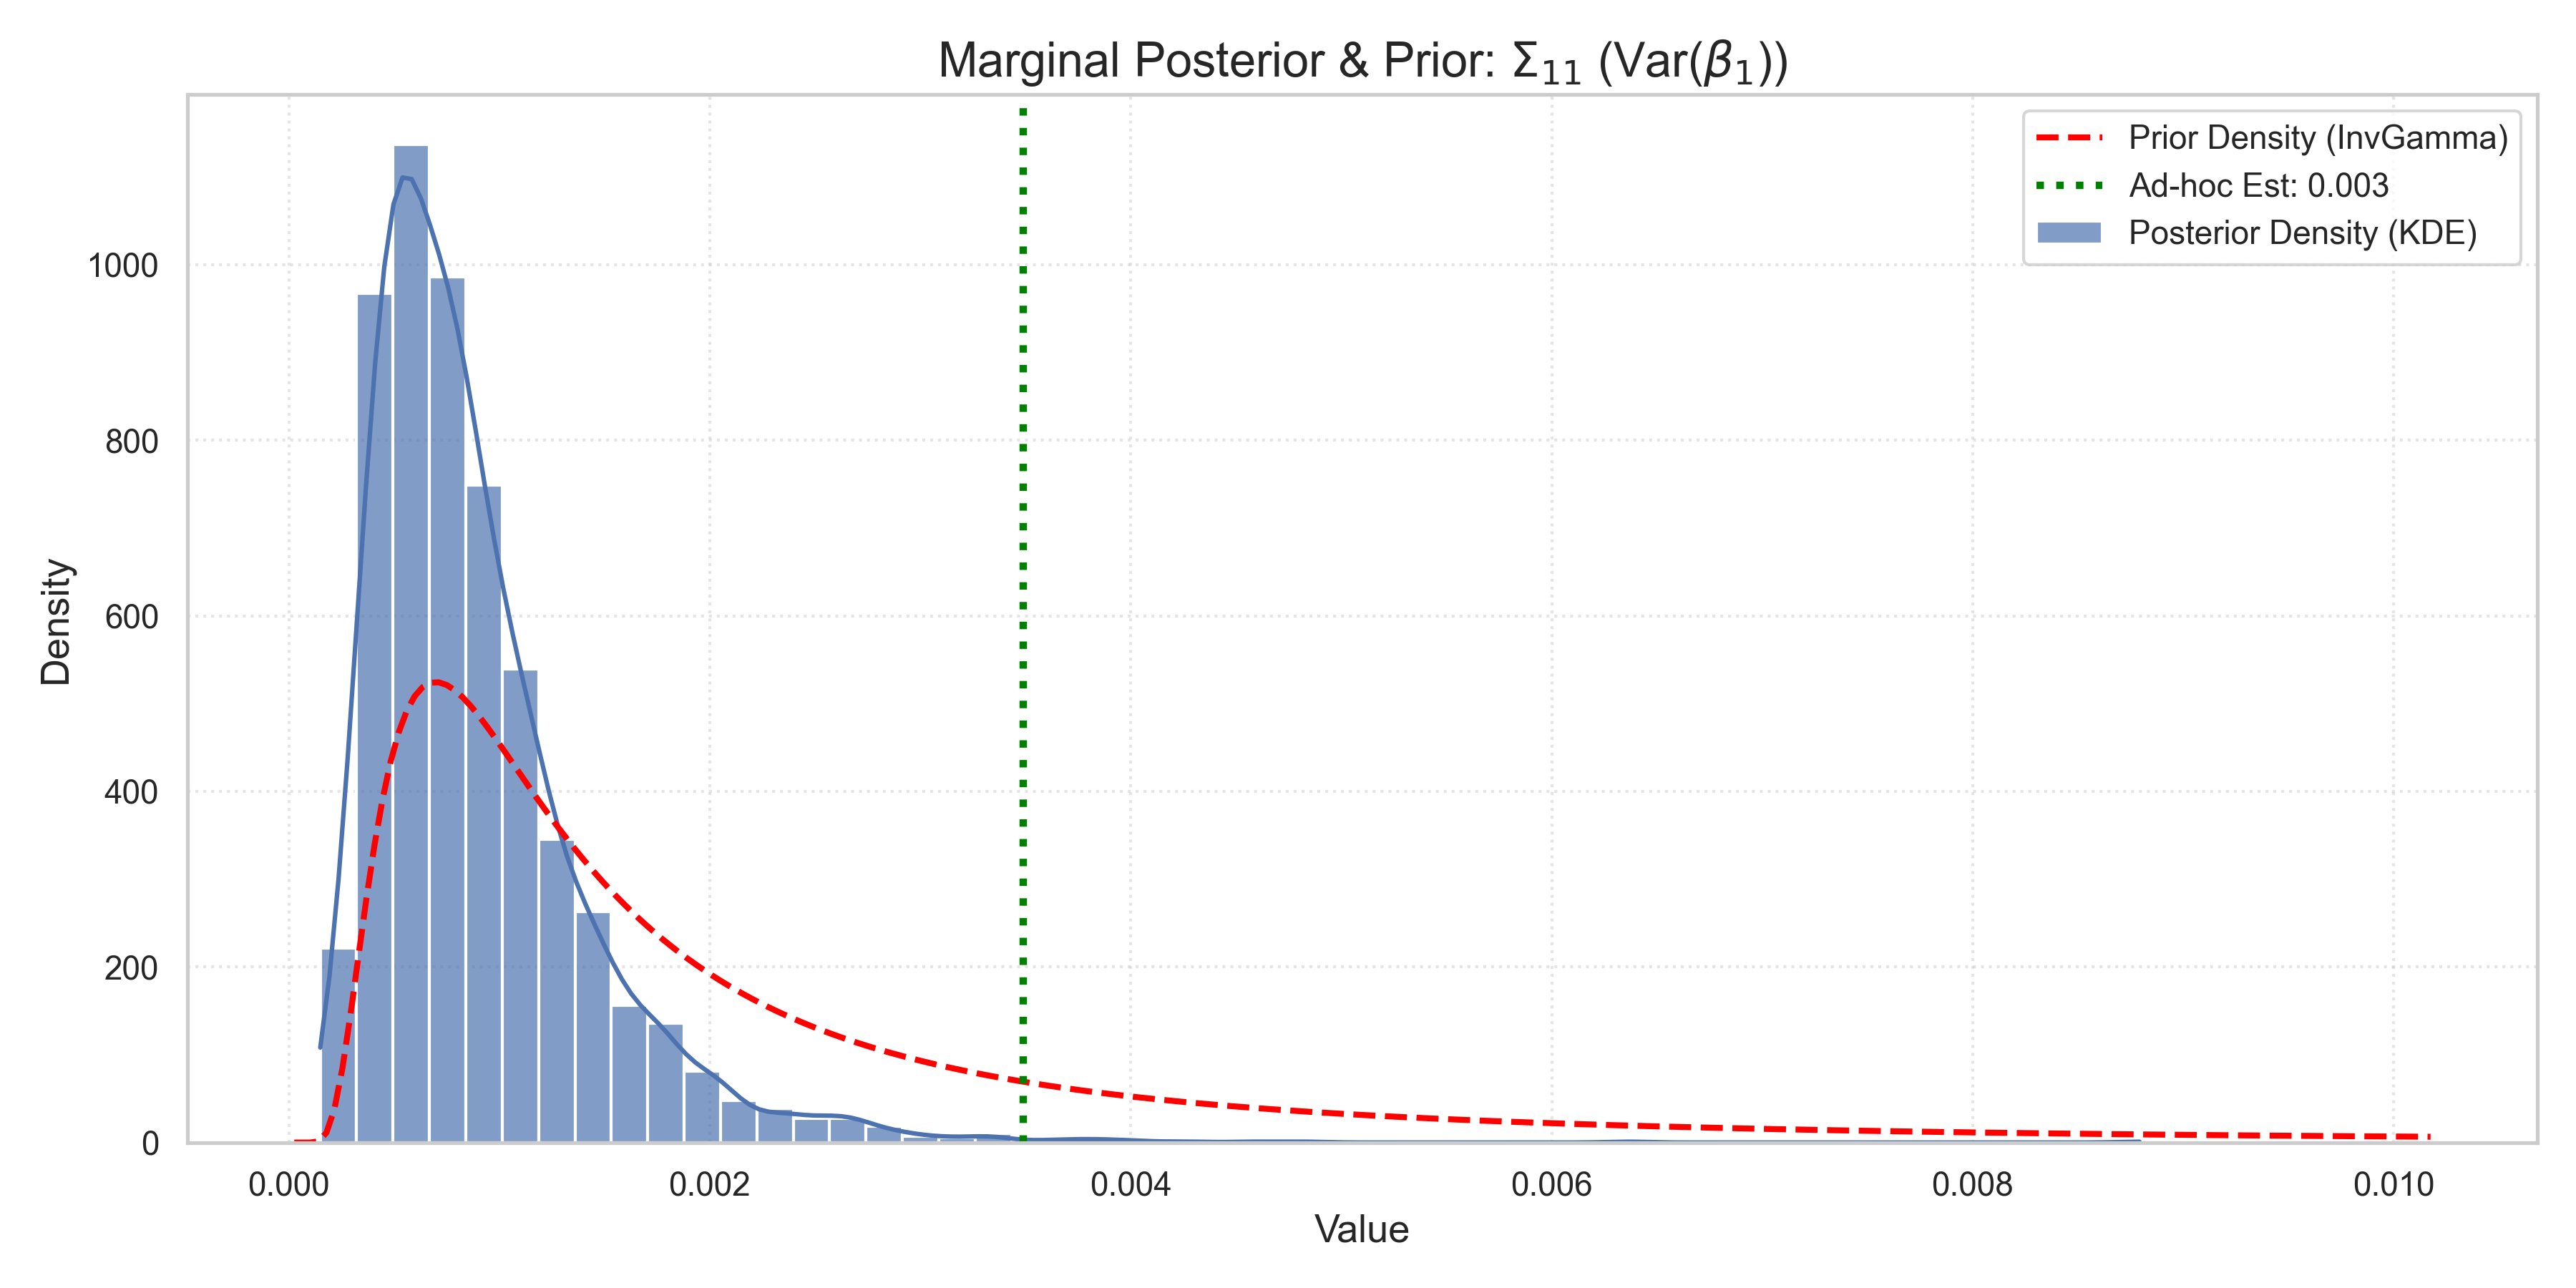 Marginal Posterior & Prior: Σ₁₁ (Var(β₁))
Prior Density (InvGamma)
Ad-hoc Est: 0.003
Posterior Density (KDE)
Density
1000
800
600
400
200
0
0.000 0.002 0.004 0.006 0.008 0.010
Value